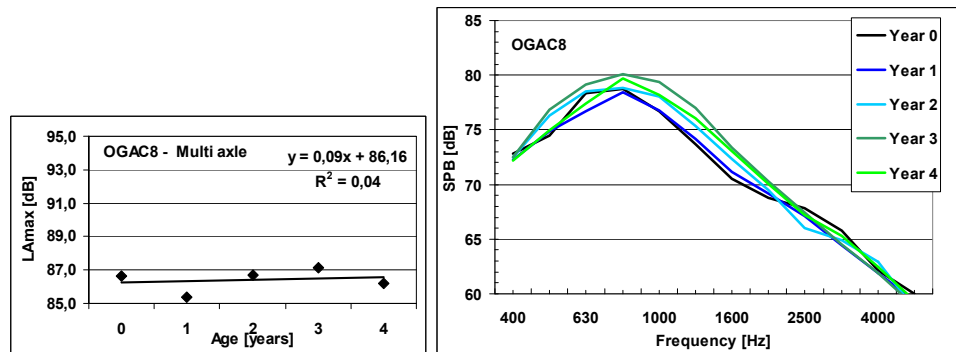 OGAC8 - Multi axle
y = 0,09x + 86,16
R² = 0,04
LAmax [dB]
95,0
93,0
91,0
89,0
87,0
85,0
0 1 2 3 4
Age [years]
OGAC8
Year 0
Year 1
Year 2
Year 3
Year 4
SPB [dB]
85
80
75
70
65
60
400 630 1000 1600 2500 4000
Frequency [Hz]